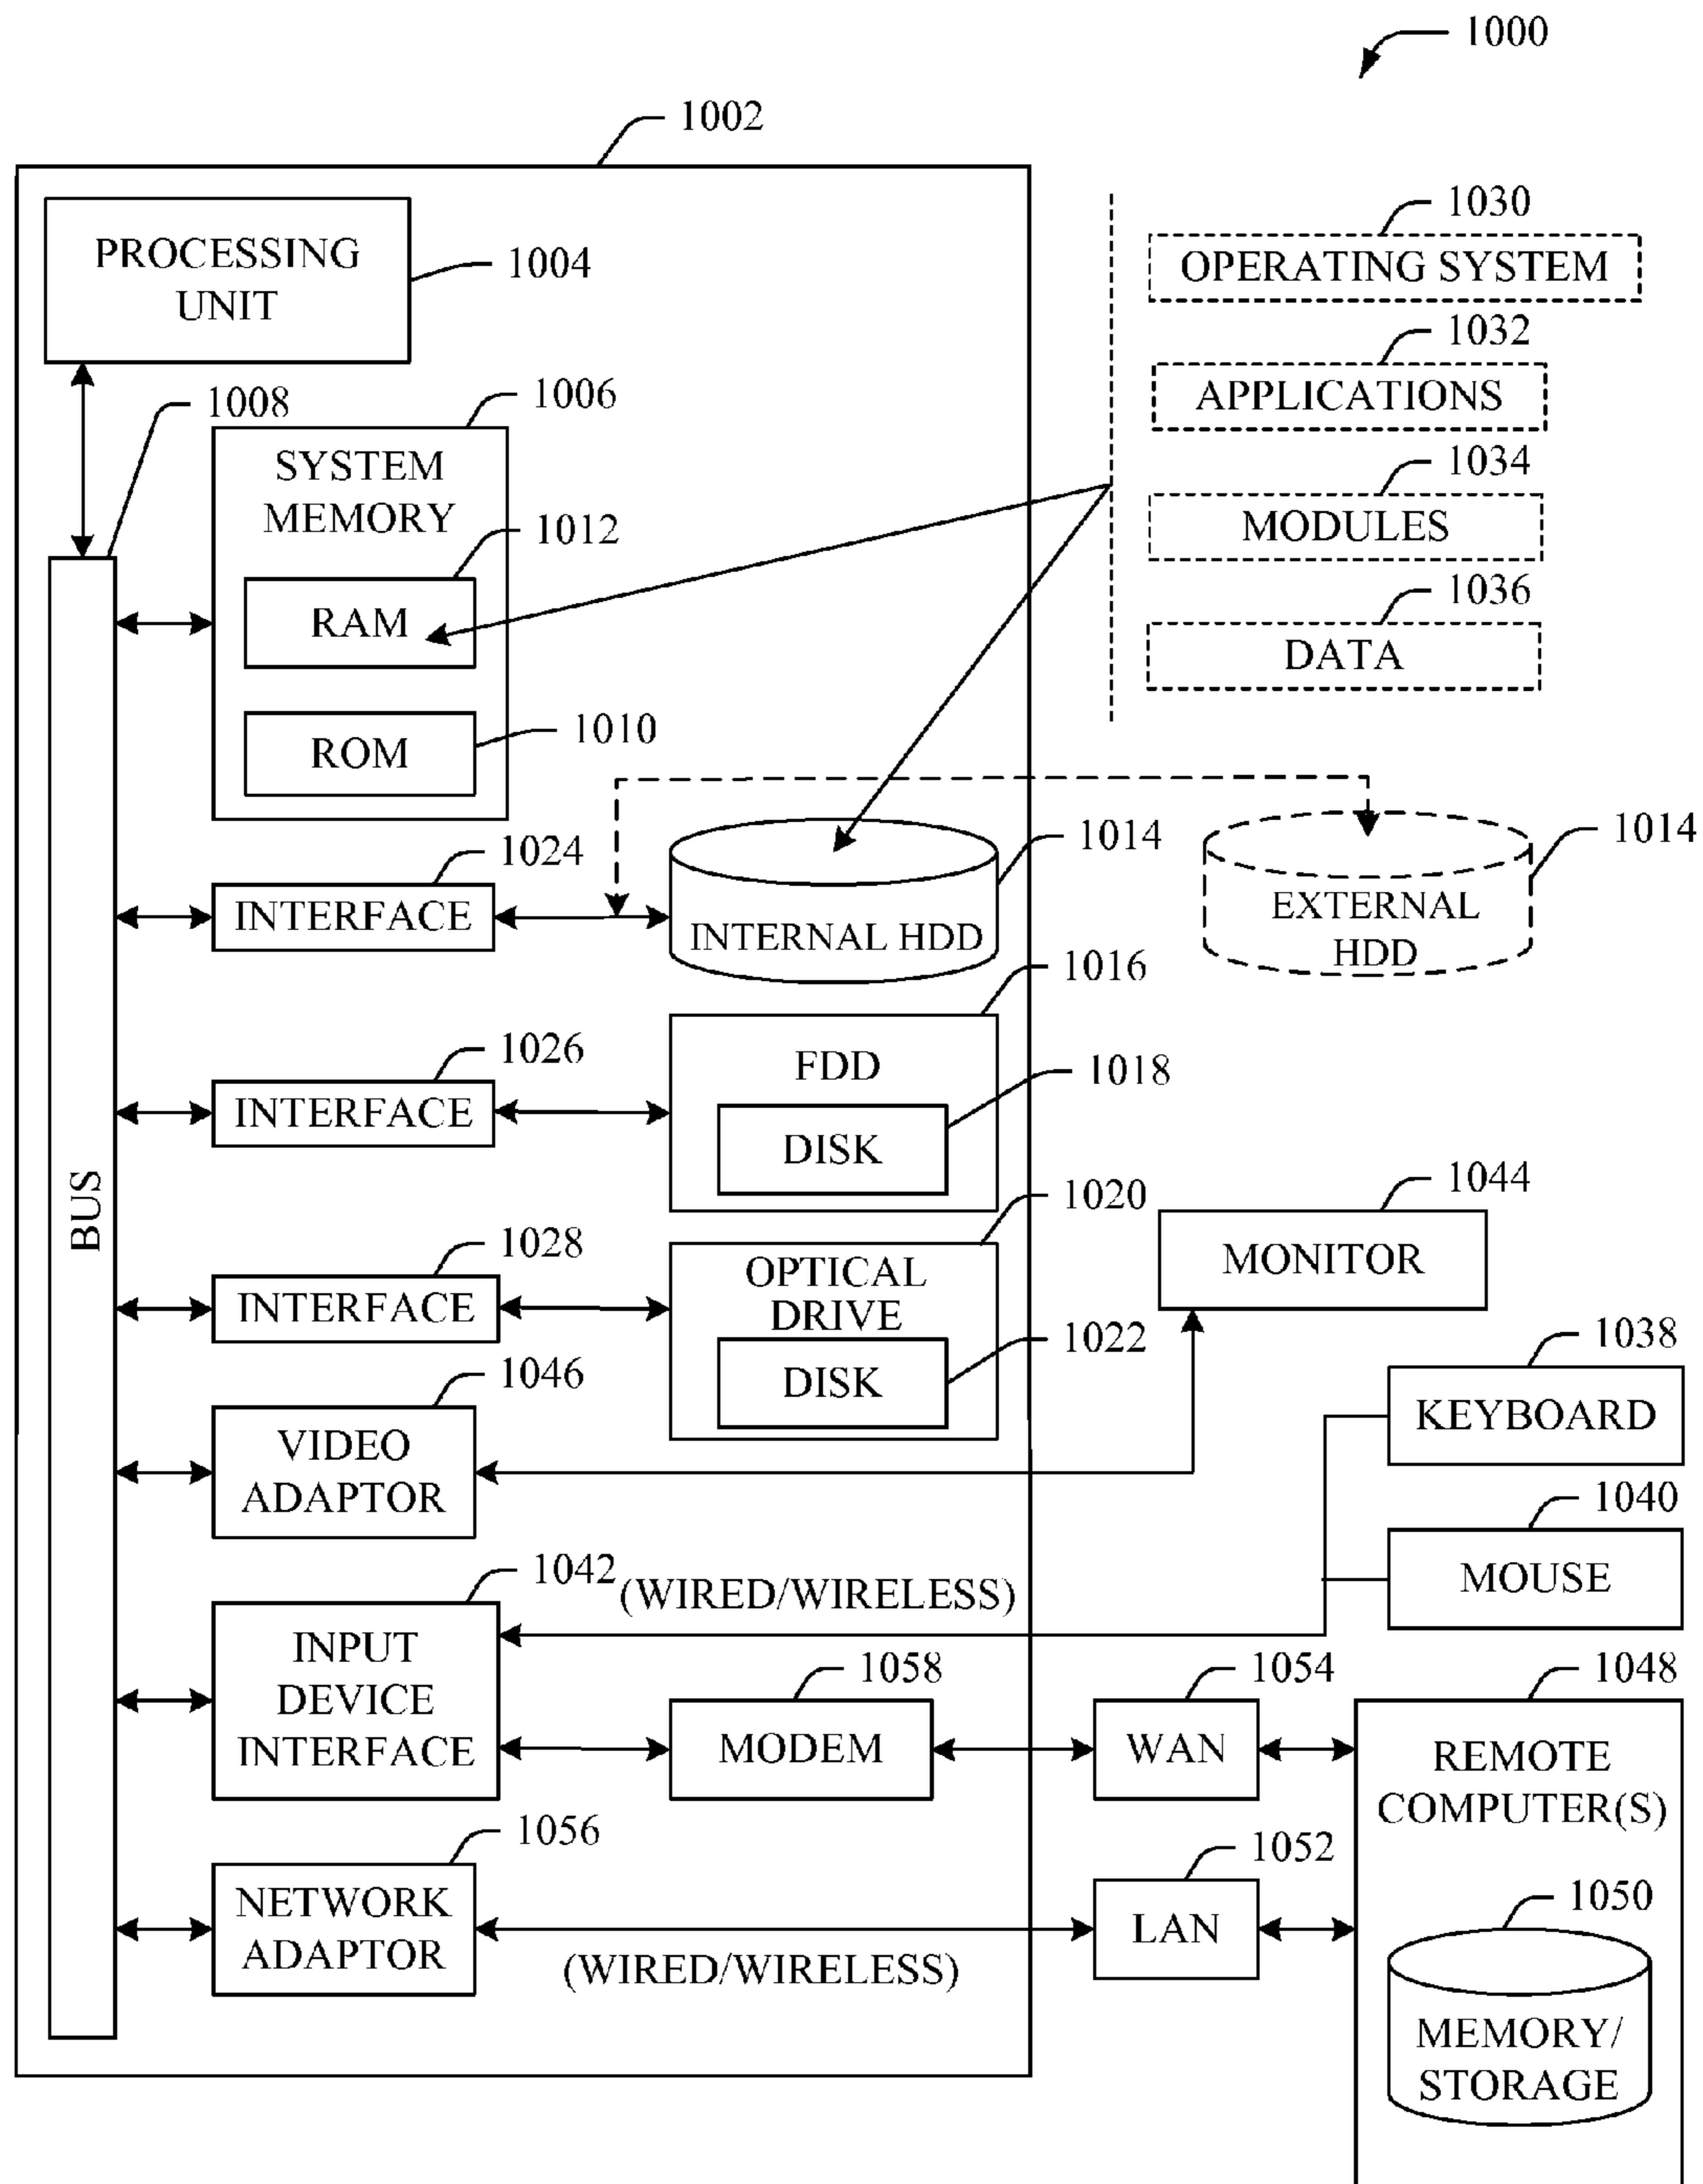 1000
1002
PROCESSING
UNIT
1004
1030
OPERATING SYSTEM
1032
APPLICATIONS
1034
MODULES
1036
DATA
1008
1006
SYSTEM
MEMORY
1012
RAM
1010
ROM
1024
INTERFACE
1014
INTERNAL HDD
1014
EXTERNAL
HDD
1016
FDD
1026
INTERFACE
1018
DISK
BUS
1020
OPTICAL
DRIVE
1028
INTERFACE
1022
DISK
1044
MONITOR
1046
VIDEO
ADAPTOR
1038
KEYBOARD
1040
MOUSE
1042
(WIRED/WIRELESS)
INPUT
DEVICE
INTERFACE
1058
MODEM
1054
WAN
1048
REMOTE
COMPUTER(S)
1056
NETWORK
ADAPTOR
(WIRED/WIRELESS)
1052
LAN
1050
MEMORY/
STORAGE